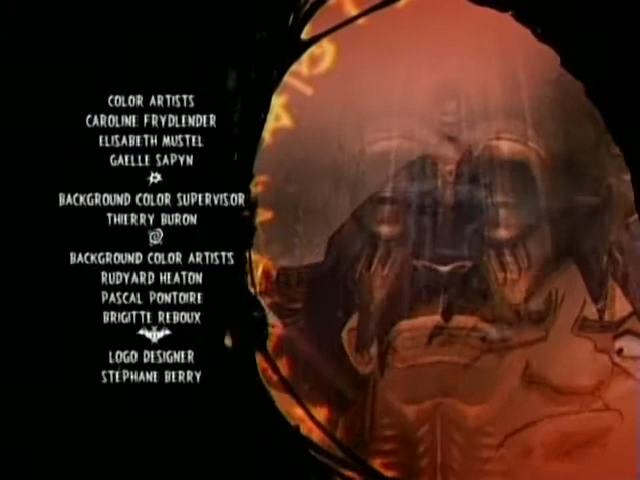 COLOR ARTISTS
CAROLINE FRYDLENDER
ELISABETH MUSTEL
GAELLE SAPYN
BACKGROUND COLOR SUPERVISOR
THIERRY BURON
BACKGROUND COLOR ARTISTS
RUDYARD HEATON
PASCAL PONTOIRE
BRIGITTE REBOUX
LOGO DESIGNER
STEPHANE BERRY